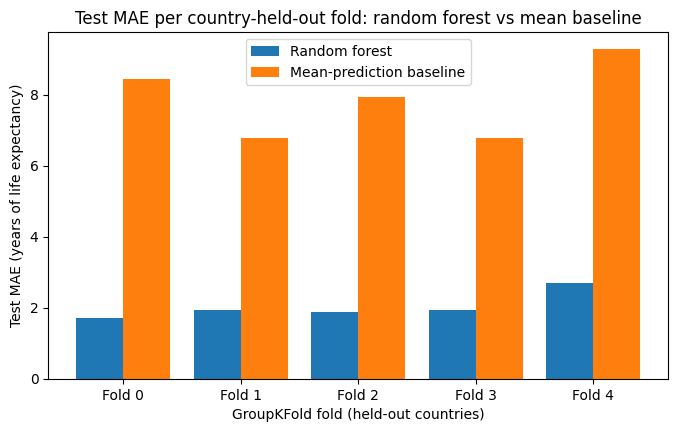 Test MAE per country-held-out fold: random forest vs mean baseline
Random forest
Mean-prediction baseline
Test MAE (years of life expectancy)
8
6
4
2
0
Fold 0 Fold 1 Fold 2 Fold 3 Fold 4
GroupKFold fold (held-out countries)